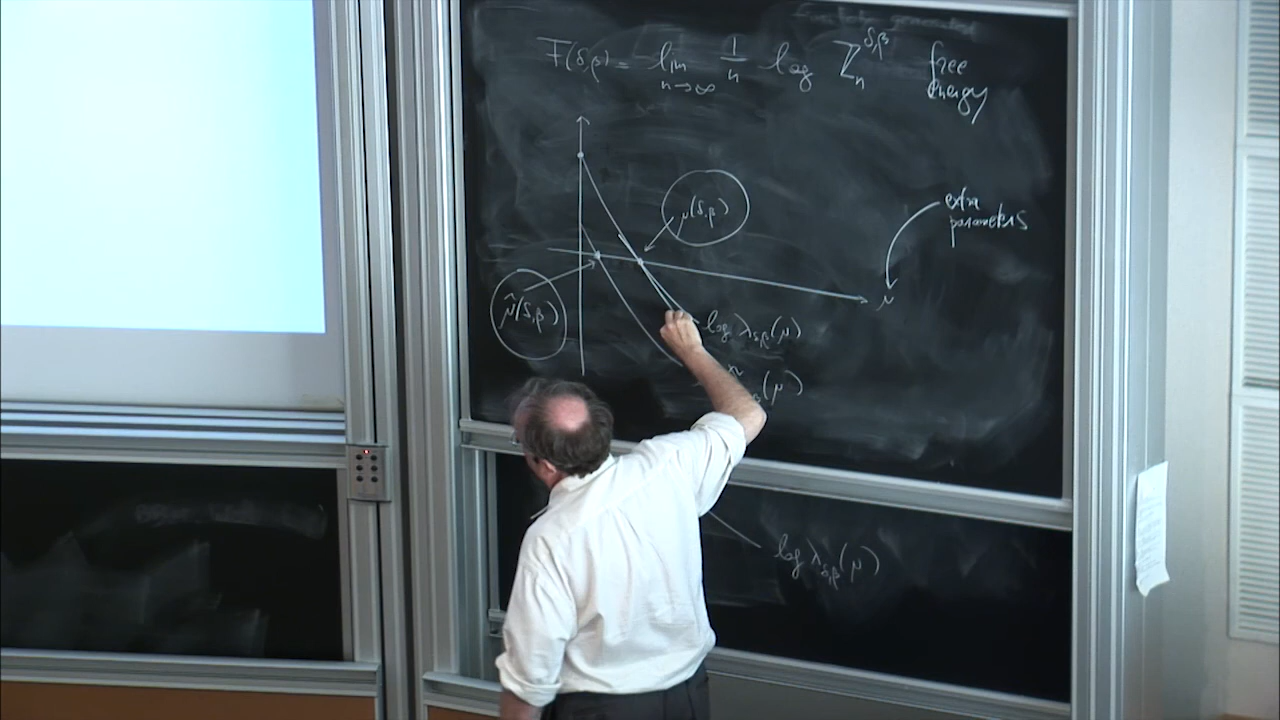 F(δ,β) = lim n→∞ 1/n log Z_n^{δ,β} free energy
μ(δ,β)
extra parameters
μ
μ̂(δ,β)
log λ_{δ,β}(μ)
(μ)
log λ_{δ,β}(μ)